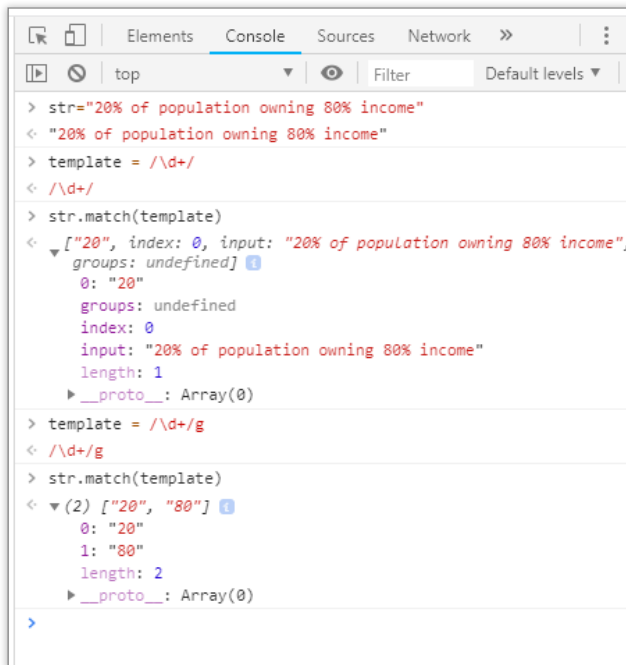 Elements Console Sources Network »
top Filter Default levels ▼
> str="20% of population owning 80% income"
"20% of population owning 80% income"
> template = /\d+/
/\d+/
> str.match(template)
["20", index: 0, input: "20% of population owning 80% income",
groups: undefined]
0: "20"
groups: undefined
index: 0
input: "20% of population owning 80% income"
length: 1
__proto__: Array(0)
> template = /\d+/g
/\d+/g
> str.match(template)
(2) ["20", "80"]
0: "20"
1: "80"
length: 2
__proto__: Array(0)
>